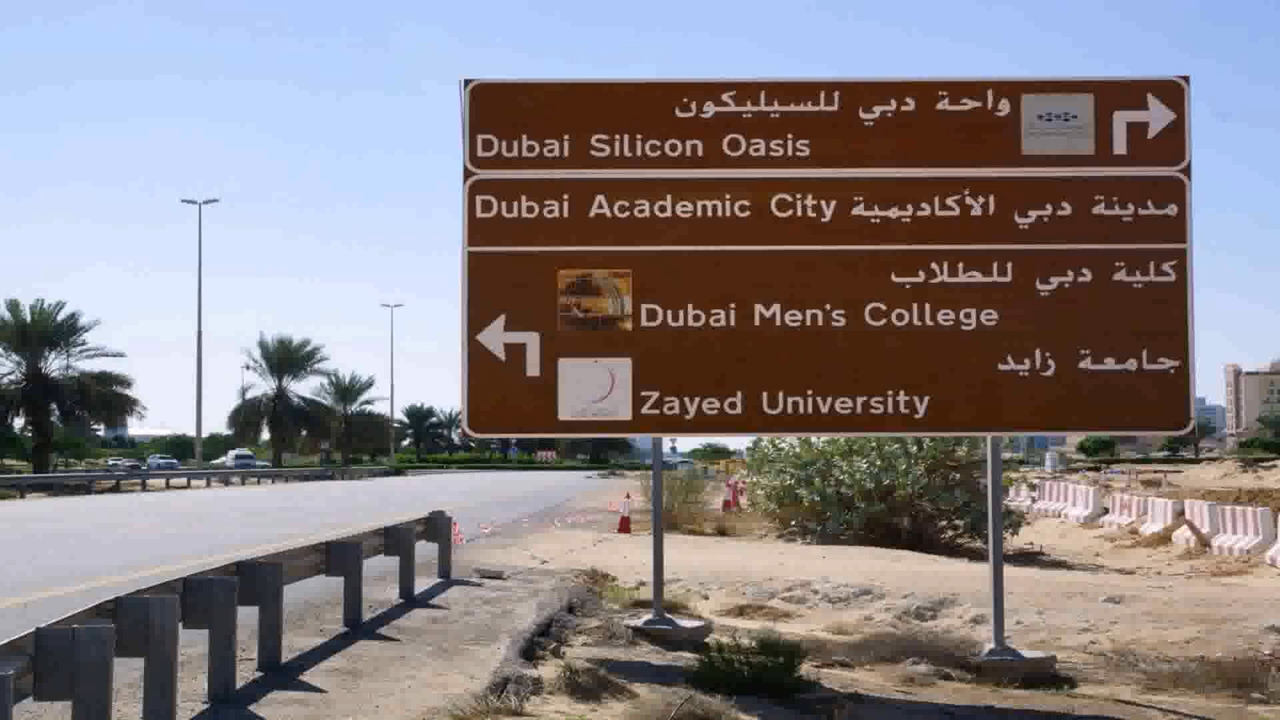 واحة دبي للسيليكون
Dubai Silicon Oasis
Dubai Academic City مدينة دبي الأكاديمية
كلية دبي للطلاب
Dubai Men's College
جامعة زايد
Zayed University